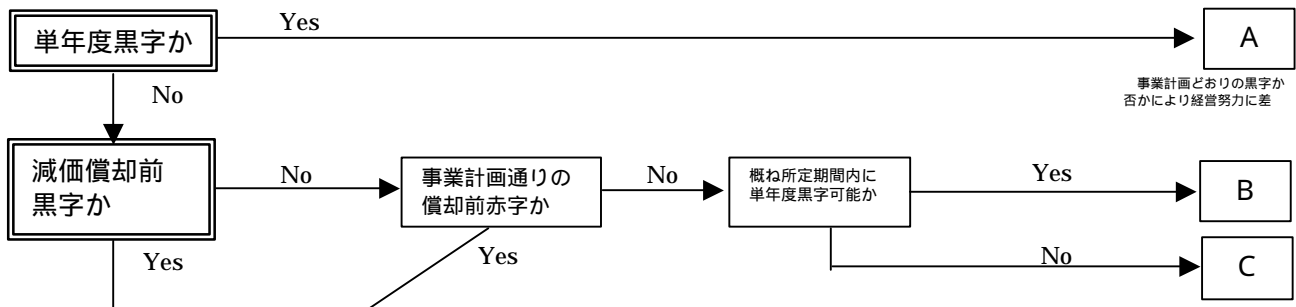 単年度黒字か
Yes
A
事業計画どおりの黒字か
否かにより経営努力に差
No
減価償却前
黒字か
No
事業計画通りの
償却前赤字か
No
概ね所定期間内に
単年度黒字可能か
Yes
B
Yes
Yes
No
C